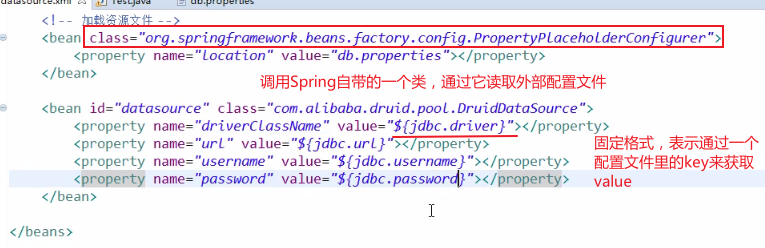 datasource.xml Test.java db.properties
<!-- 加载资源文件 -->
<bean class="org.springframework.beans.factory.config.PropertyPlaceholderConfigurer">
<property name="location" value="db.properties"></property>
</bean>
调用Spring自带的一个类，通过它读取外部配置文件
<bean id="datasource" class="com.alibaba.druid.pool.DruidDataSource">
<property name="driverClassName" value="${jdbc.driver}"></property>
<property name="url" value="${jdbc.url}"></property>
<property name="username" value="${jdbc.username}"></property>
<property name="password" value="${jdbc.password}"></property>
固定格式，表示通过一个
配置文件里的key来获取
value
</bean>
</beans>